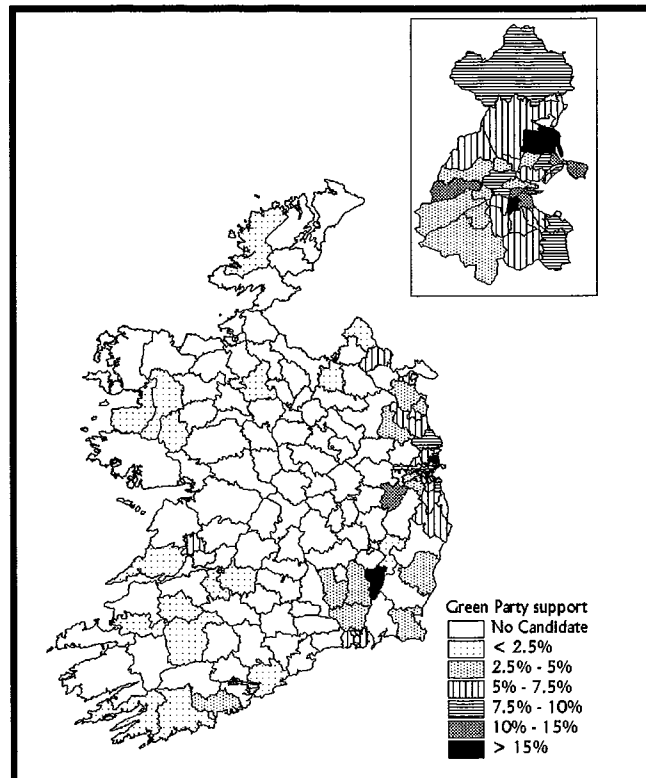 Green Party support
No Candidate
< 2.5%
2.5% - 5%
5% - 7.5%
7.5% - 10%
10% - 15%
> 15%